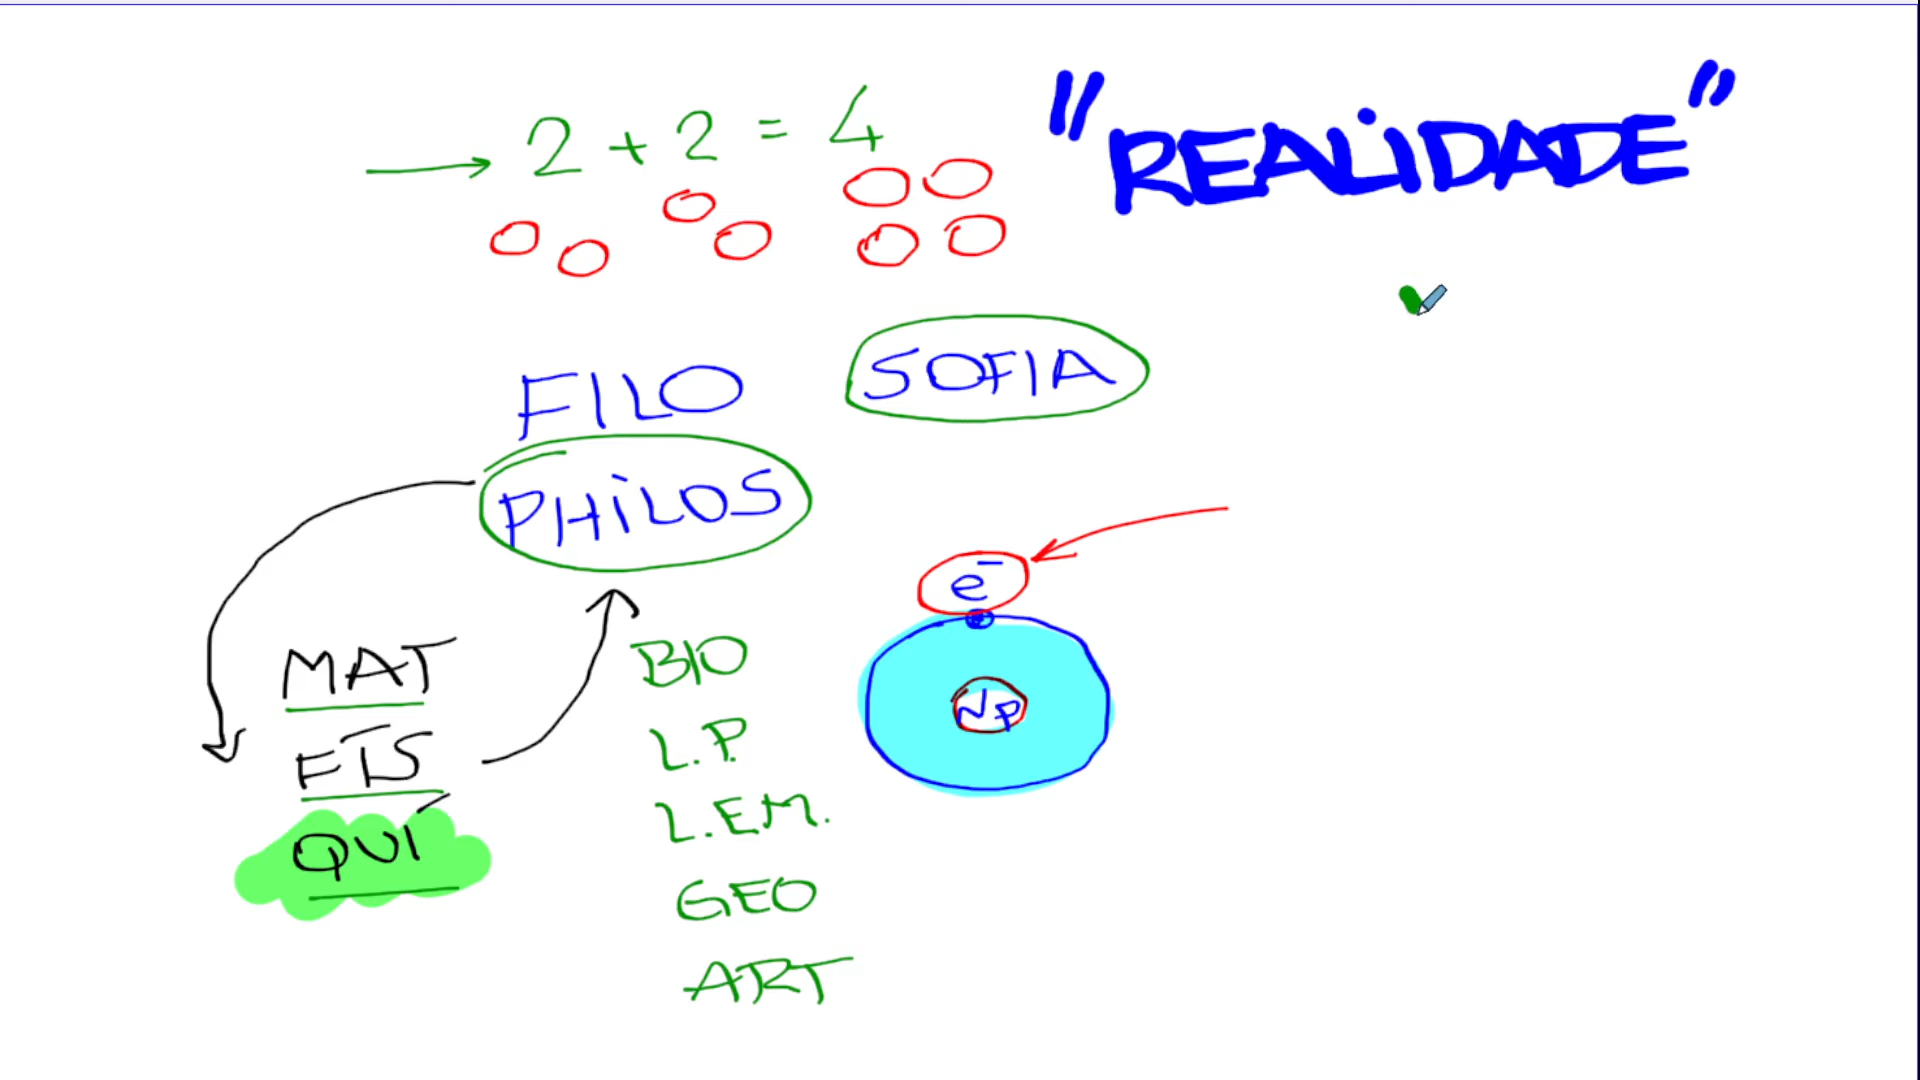 2 + 2 = 4
"REALiDADE"
FILO SOFIA
PHiLOS
e⁻
Np
MAT
FIS
QUI
BIO
L.P
L.E.M.
GEO
ART